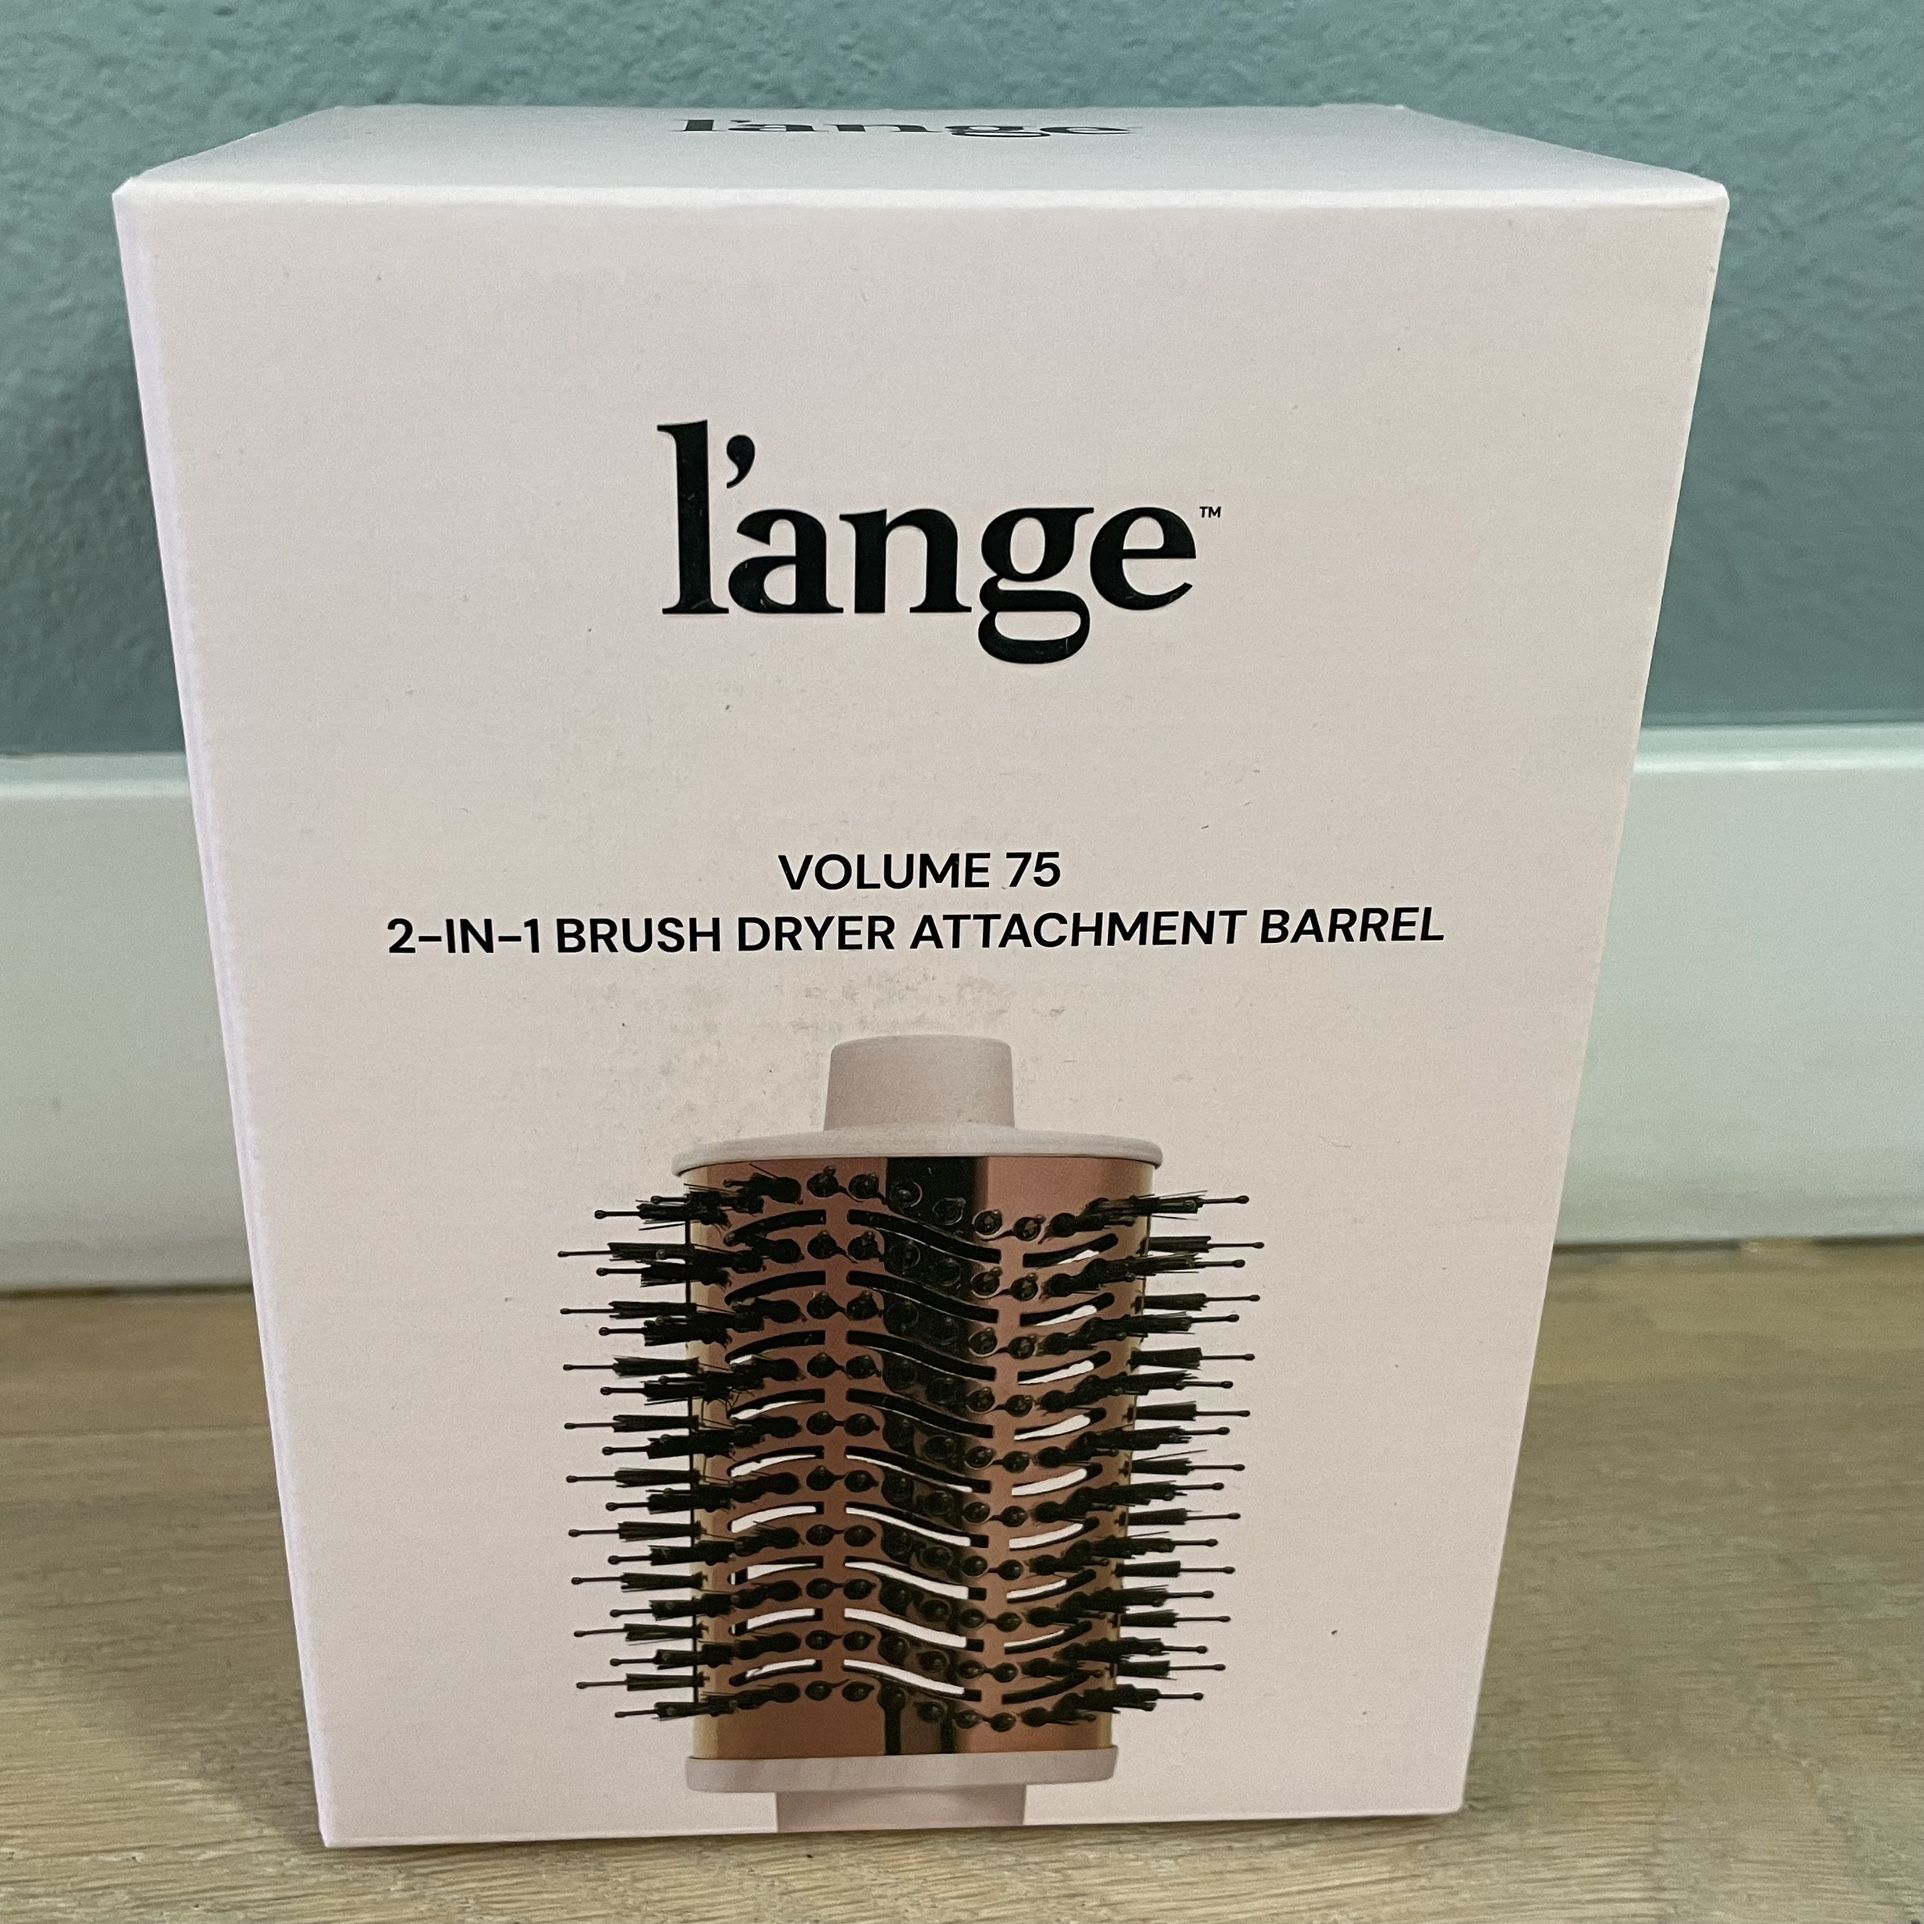 l'ange
l'ange™
VOLUME 75
2-IN-1 BRUSH DRYER ATTACHMENT BARREL